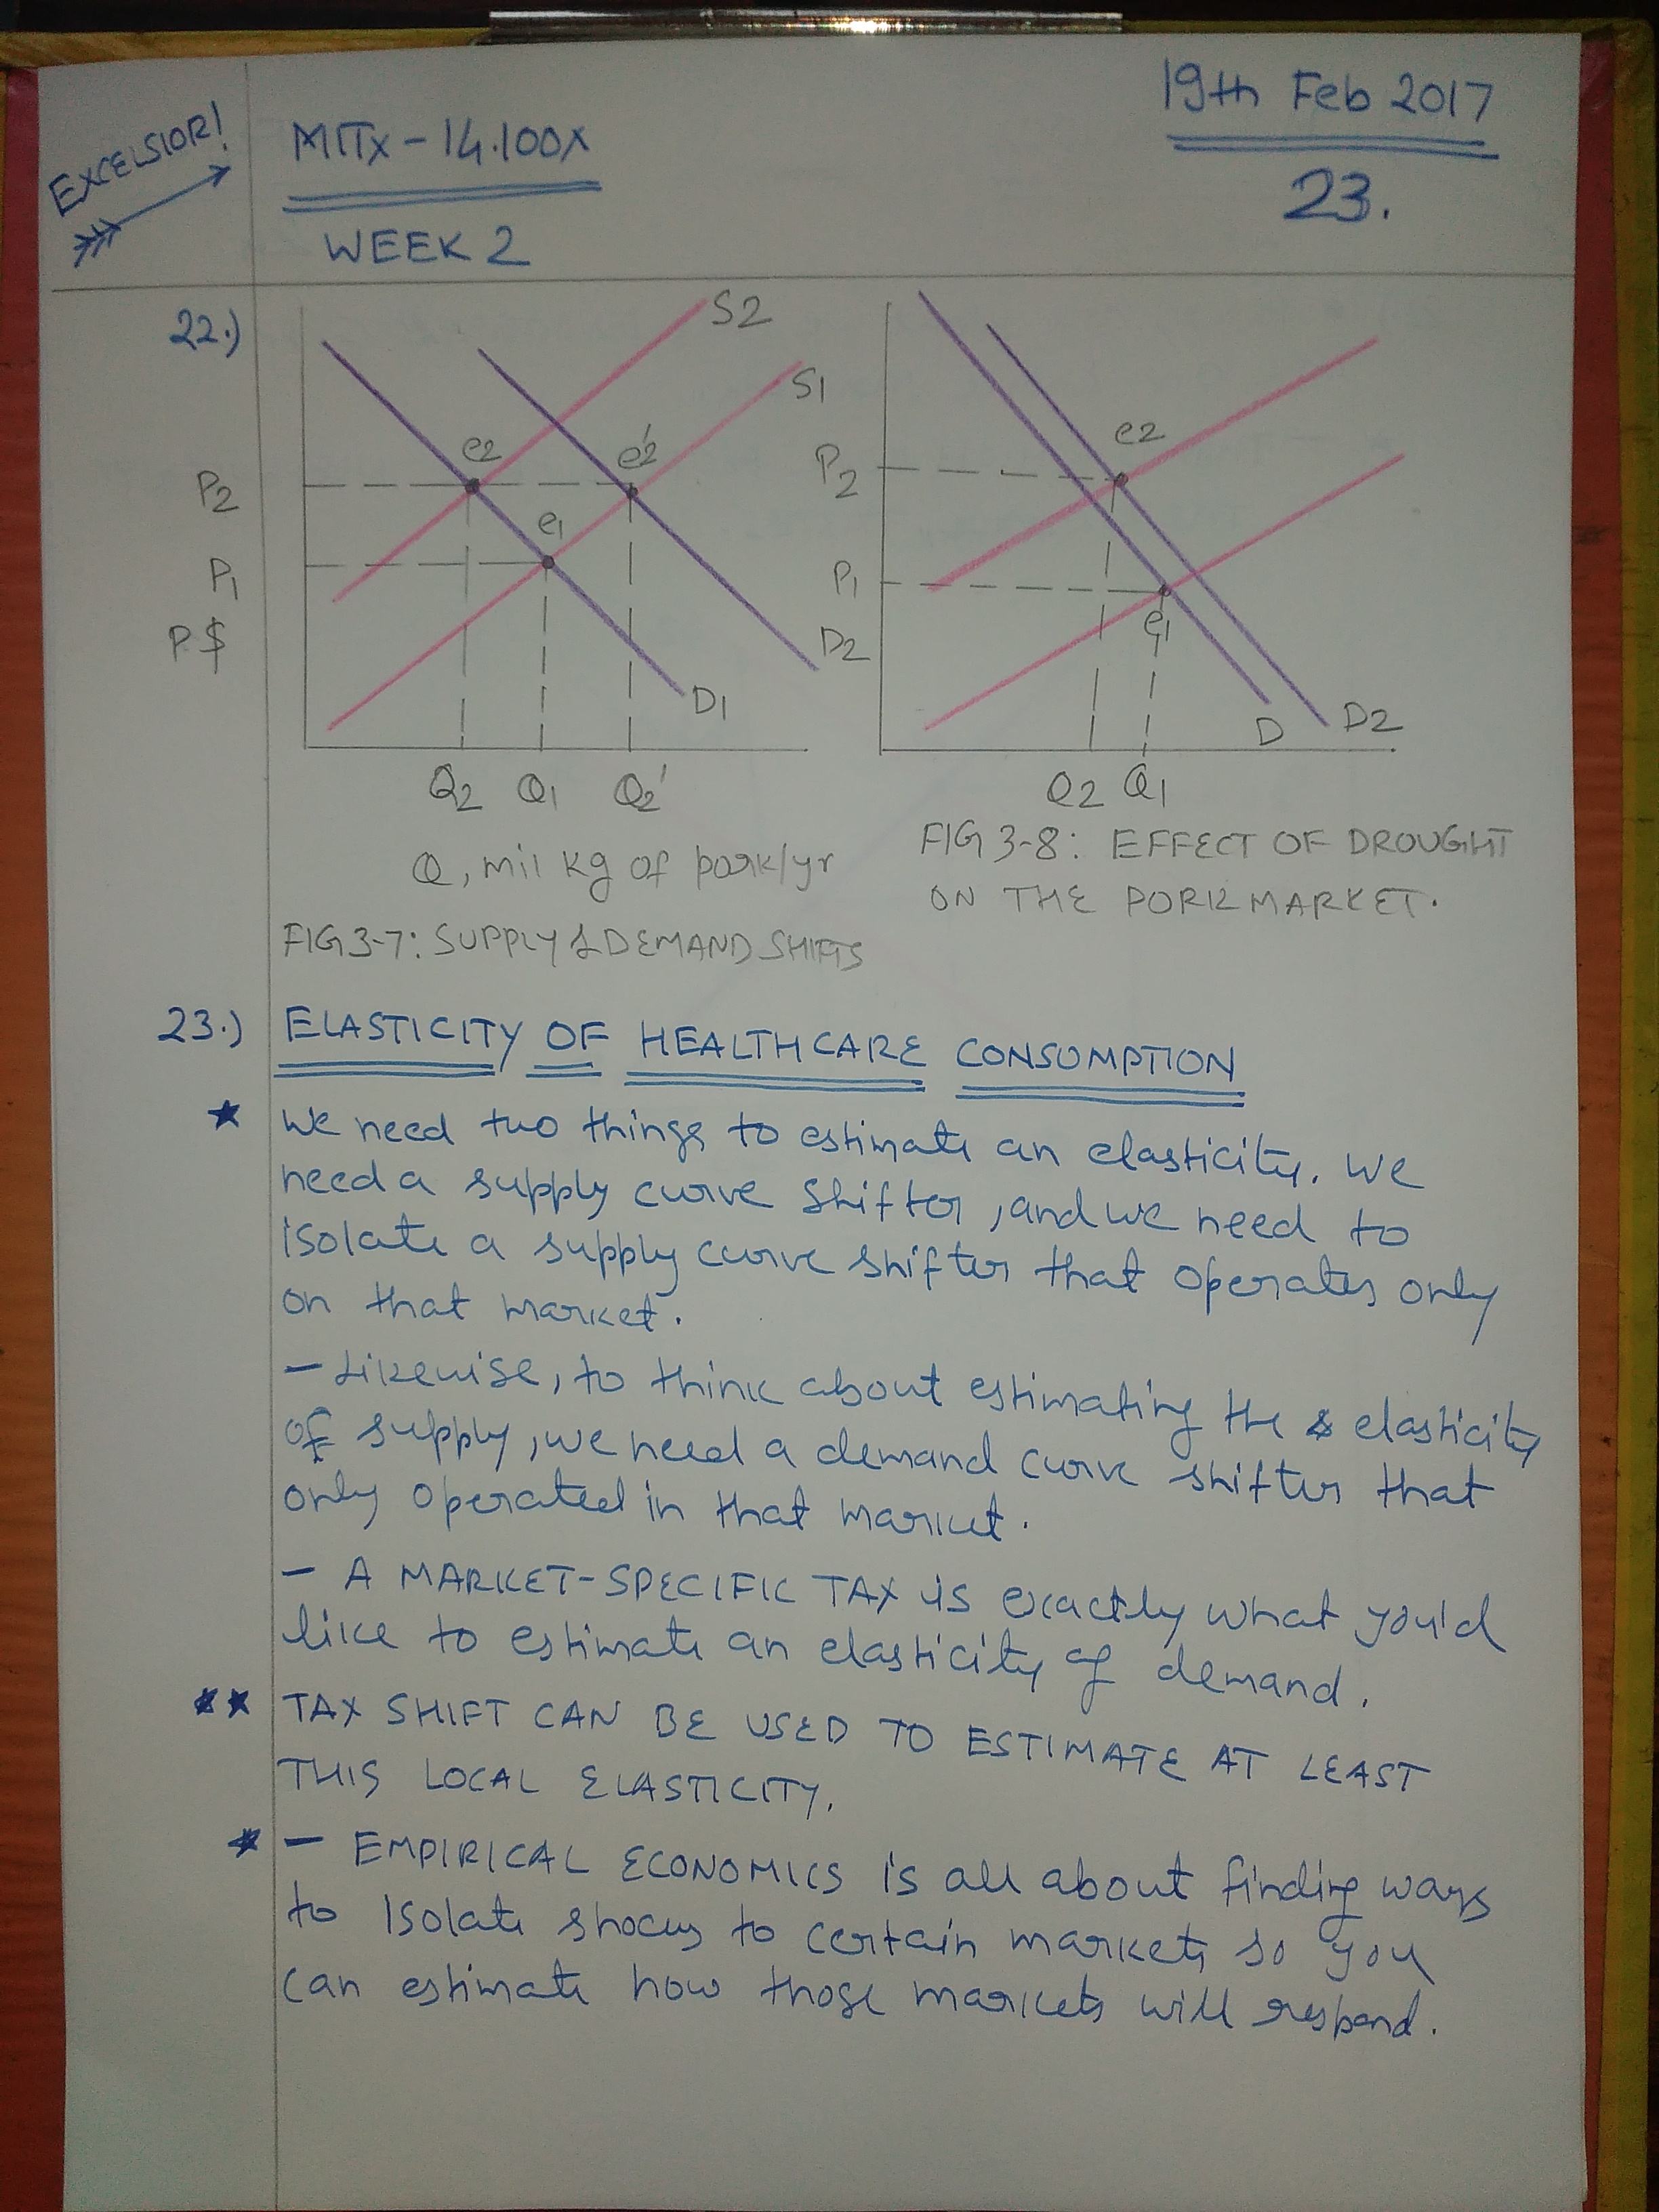 EXCELSIOR!
MITx - 14.100x
WEEK 2
19th Feb 2017
23.
22.)
S2
S1
e2
e2'
e1
P2
P1
P $
D2
D1
Q2 Q1 Q2'
Q, mil kg of pork/yr
FIG 3-7: SUPPLY & DEMAND SHIFTS
P2
e2
P1
e1
D
D2
Q2 Q1
FIG 3-8: EFFECT OF DROUGHT
ON THE PORK MARKET.
23.) ELASTICITY OF HEALTHCARE CONSUMPTION
★ We need two things to estimate an elasticity. We
need a supply curve shifter, and we need to
isolate a supply curve shifter that operates only
on that market.
- Likewise, to think about estimating the elasticity
of supply, we need a demand curve shifter that
only operated in that market.
- A MARKET-SPECIFIC TAX is exactly what you'd
like to estimate an elasticity of demand.
★★ TAX SHIFT CAN BE USED TO ESTIMATE AT LEAST
THIS LOCAL ELASTICITY.
★ - EMPIRICAL ECONOMICS is all about finding ways
to isolate shocks to certain markets so you
can estimate how those markets will respond.